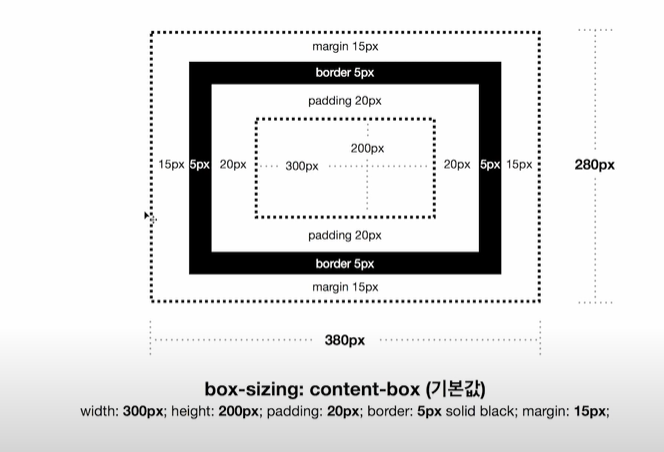 margin 15px
border 5px
padding 20px
200px
15px 5px 20px 300px 20px 5px 15px 280px
padding 20px
border 5px
margin 15px
380px
box-sizing: content-box (기본값)
width: 300px; height: 200px; padding: 20px; border: 5px solid black; margin: 15px;